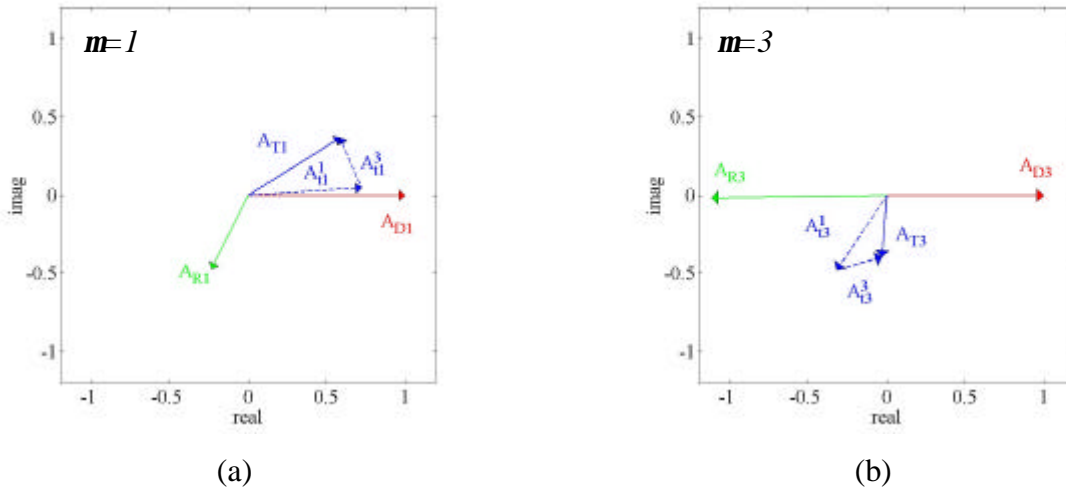 m=1
1
0.5
A_T1
A_t1^1
A_t1^3
0
A_D1
A_R1
-0.5
-1
imag
-1
-0.5
0
0.5
1
real
(a)
m=3
1
0.5
A_R3
A_D3
0
A_t3^1
A_T3
-0.5
A_t3^3
-1
imag
-1
-0.5
0
0.5
1
real
(b)